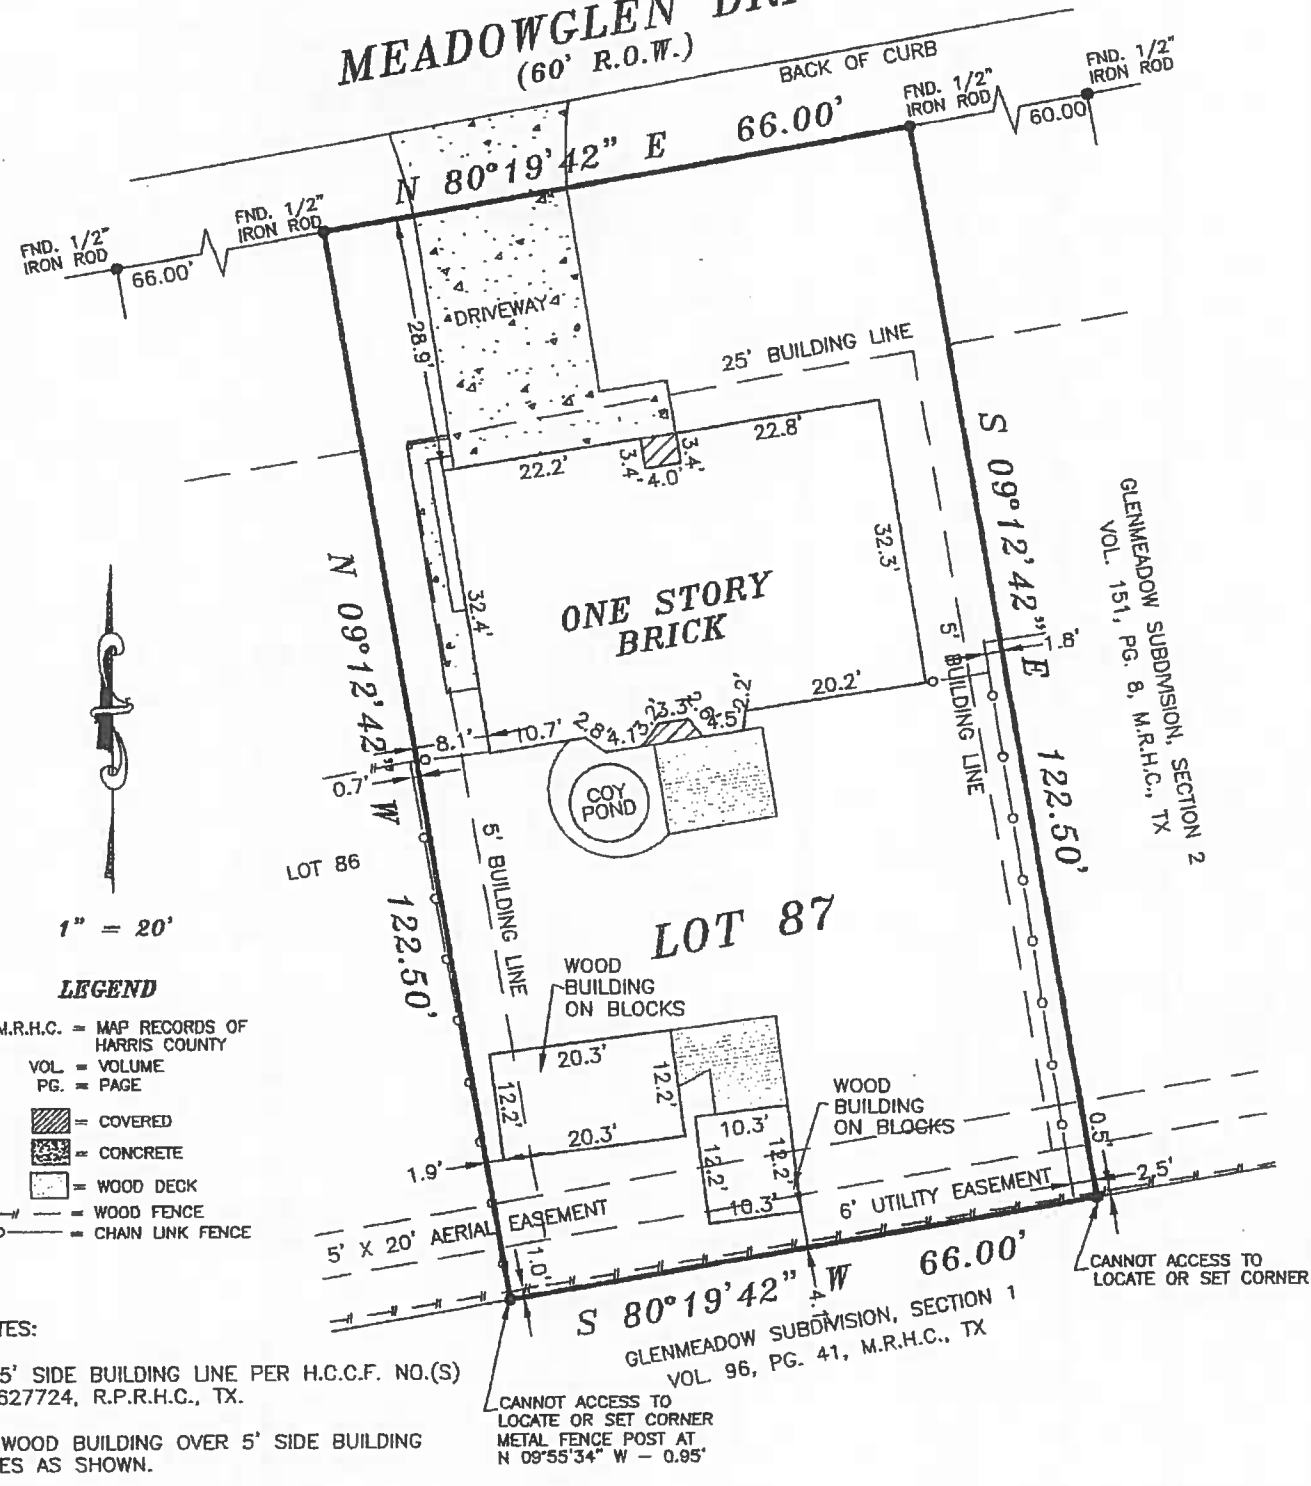 MEADOWGLEN
(60' R.O.W.)
BACK OF CURB
FND. 1/2"
IRON ROD
60.00
FND. 1/2"
IRON ROD
N 80°19'42" E 66.00'
FND. 1/2"
IRON ROD
FND. 1/2"
IRON ROD
66.00'
DRIVEWAY
28.9'
25' BUILDING LINE
22.2'
3.4'
4.0'
3.4'
22.8'
32.3'
S 09°12'42" E 122.50'
GLENMEADOW SUBDIVISION, SECTION 2
VOL. 151, PG. 8, M.R.H.C., TX
N 09°12'42" W 122.50'
32.4'
ONE STORY
BRICK
5' BUILDING LINE
1.8'
20.2'
2.2'
4.5'
3.3'
4.1'
2.8'
10.7'
8.1'
0.7'
COY
POND
LOT 86
5' BUILDING LINE
LOT 87
1" = 20'
LEGEND
M.R.H.C. = MAP RECORDS OF
HARRIS COUNTY
VOL = VOLUME
PG. = PAGE
= COVERED
= CONCRETE
= WOOD DECK
= WOOD FENCE
= CHAIN LINK FENCE
WOOD
BUILDING
ON BLOCKS
20.3'
12.2'
12.2'
20.3'
1.9'
WOOD
BUILDING
ON BLOCKS
10.3'
12.2'
12.2'
10.3'
0.5'
2.5'
6' UTILITY EASEMENT
5' X 20' AERIAL EASEMENT
1.0'
S 80°19'42" W 66.00'
GLENMEADOW SUBDIVISION, SECTION 1
VOL. 96, PG. 41, M.R.H.C., TX
CANNOT ACCESS TO
LOCATE OR SET CORNER
CANNOT ACCESS TO
LOCATE OR SET CORNER
METAL FENCE POST AT
N 09°55'34" W - 0.95'
TES:
5' SIDE BUILDING LINE PER H.C.C.F. NO.(S)
627724, R.P.R.H.C., TX.
WOOD BUILDING OVER 5' SIDE BUILDING
ES AS SHOWN.